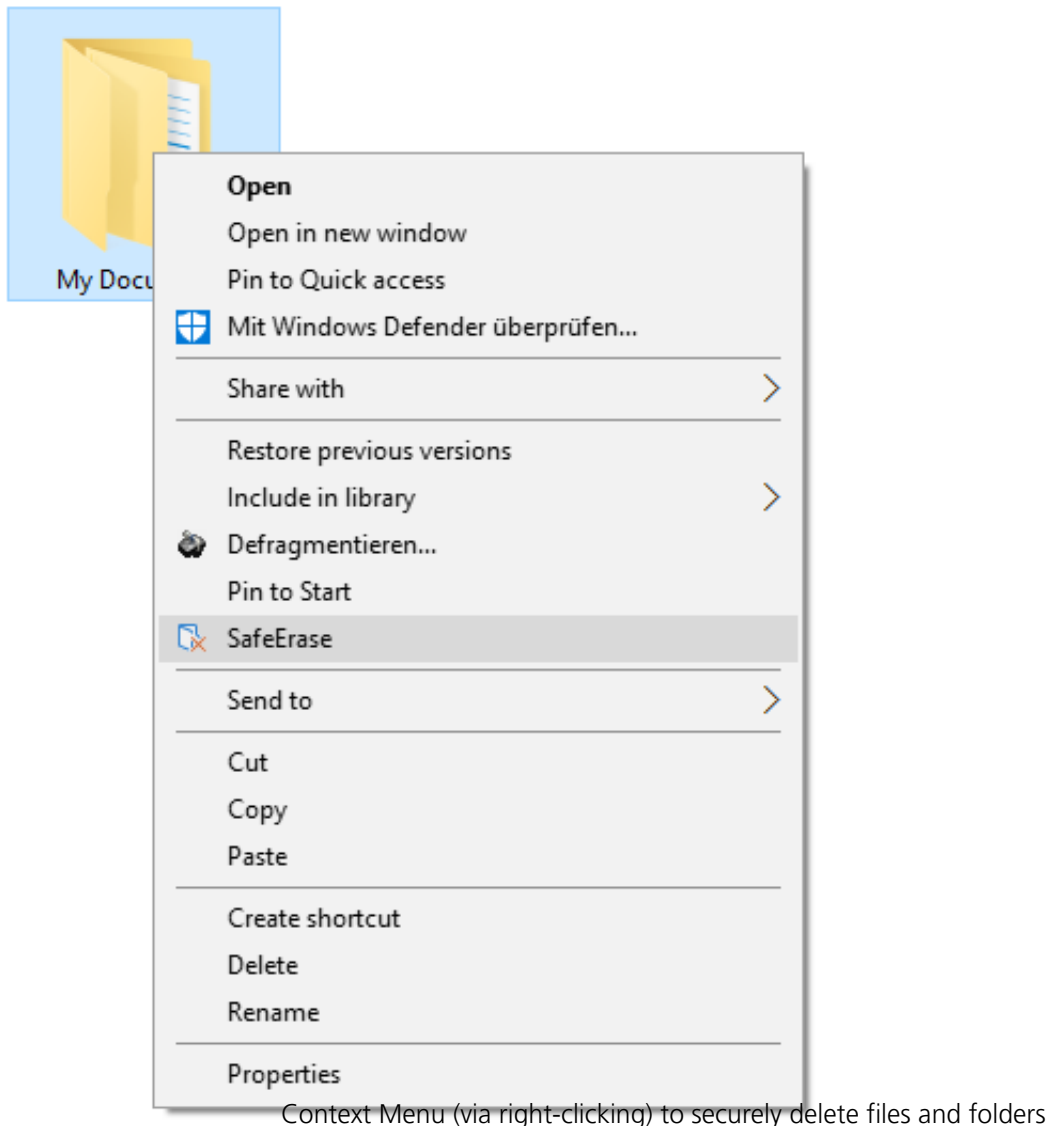 My Docu
Open
Open in new window
Pin to Quick access
Mit Windows Defender überprüfen...
Share with
Restore previous versions
Include in library
Defragmentieren...
Pin to Start
SafeErase
Send to
Cut
Copy
Paste
Create shortcut
Delete
Rename
Properties
Context Menu (via right-clicking) to securely delete files and folders